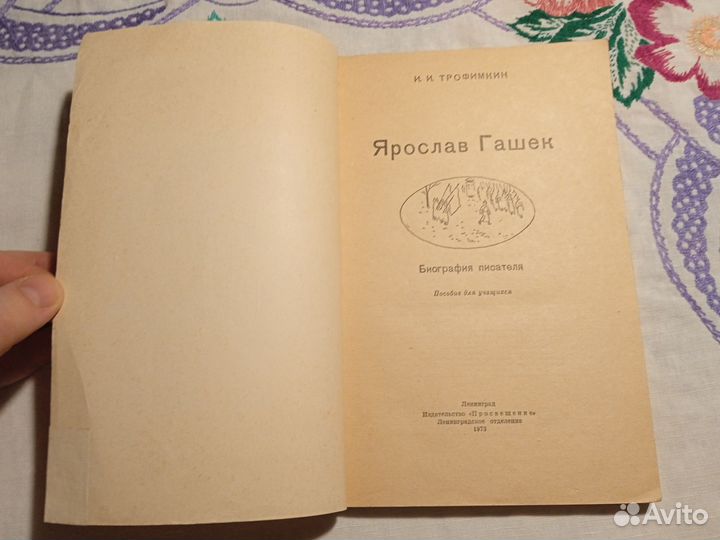 И. И. ТРОФИМКИН
Ярослав Гашек
Биография писателя
Пособие для учащихся
Ленинград
Издательство «Просвещение»
Ленинградское отделение
1973
Avito